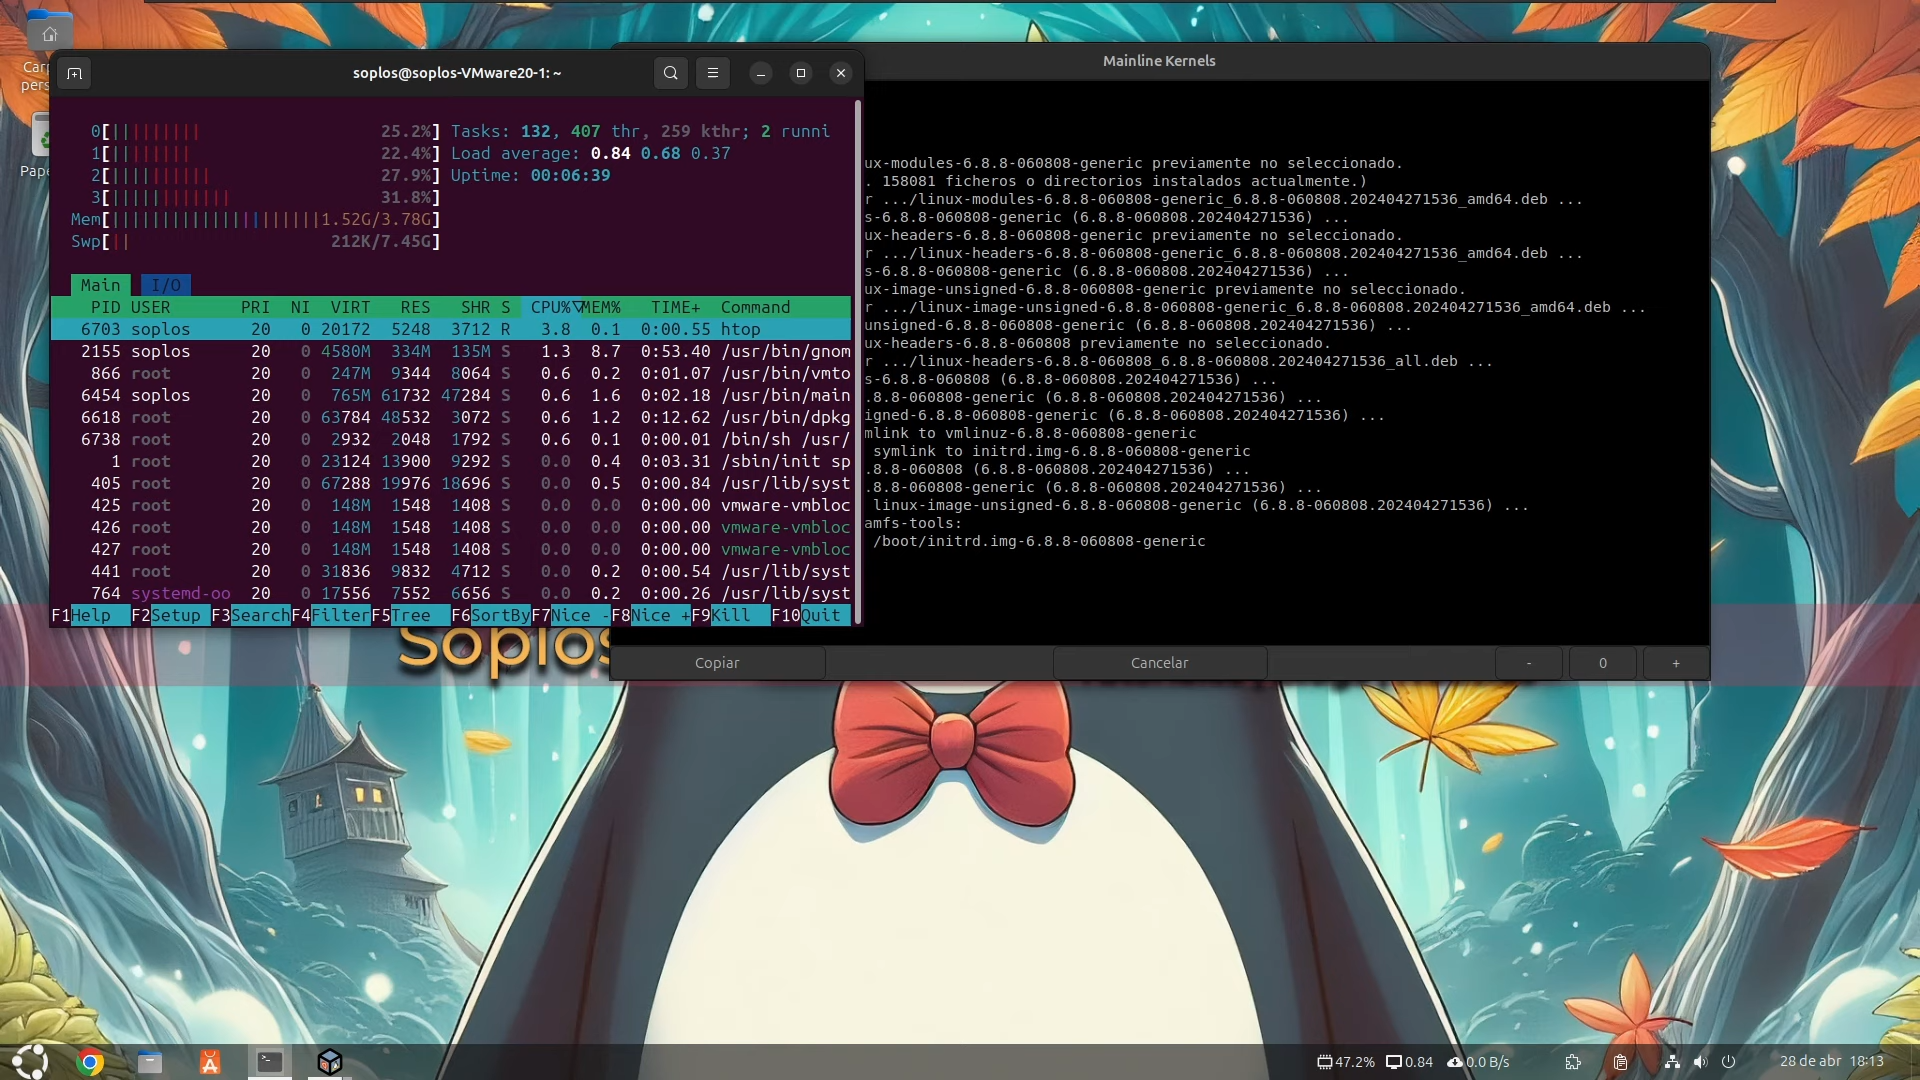 Car
pers
Pape
soplos@soplos-VMware20-1: ~
0[||||||||| 25.2%] Tasks: 132, 407 thr, 259 kthr; 2 runni
1[|||||||| 22.4%] Load average: 0.84 0.68 0.37
2[|||||||||| 27.9%] Uptime: 00:06:39
3[|||||||||||| 31.8%]
Mem[|||||||||||||||||||||1.52G/3.78G]
Swp[|| 212K/7.45G]
Main I/O
PID USER PRI NI VIRT RES SHR S CPU%▽MEM% TIME+ Command
6703 soplos 20 0 20172 5248 3712 R 3.8 0.1 0:00.55 htop
2155 soplos 20 0 4580M 334M 135M S 1.3 8.7 0:53.40 /usr/bin/gnom
866 root 20 0 247M 9344 8064 S 0.6 0.2 0:01.07 /usr/bin/vmto
6454 soplos 20 0 765M 61732 47284 S 0.6 1.6 0:02.18 /usr/bin/main
6618 root 20 0 63784 48532 3072 S 0.6 1.2 0:12.62 /usr/bin/dpkg
6738 root 20 0 2932 2048 1792 S 0.6 0.1 0:00.01 /bin/sh /usr/
1 root 20 0 23124 13900 9292 S 0.0 0.4 0:03.31 /sbin/init sp
405 root 20 0 67288 19976 18696 S 0.0 0.5 0:00.84 /usr/lib/syst
425 root 20 0 148M 1548 1408 S 0.0 0.0 0:00.00 vmware-vmbloc
426 root 20 0 148M 1548 1408 S 0.0 0.0 0:00.00 vmware-vmbloc
427 root 20 0 148M 1548 1408 S 0.0 0.0 0:00.00 vmware-vmbloc
441 root 20 0 31836 9832 4712 S 0.0 0.2 0:00.54 /usr/lib/syst
764 systemd-oo 20 0 17556 7552 6656 S 0.0 0.2 0:00.26 /usr/lib/syst
F1Help F2Setup F3SearchF4FilterF5Tree F6SortByF7Nice -F8Nice +F9Kill F10Quit
Mainline Kernels
ux-modules-6.8.8-060808-generic previamente no seleccionado.
. 158081 ficheros o directorios instalados actualmente.)
r .../linux-modules-6.8.8-060808-generic_6.8.8-060808.202404271536_amd64.deb ...
s-6.8.8-060808-generic (6.8.8-060808.202404271536) ...
ux-headers-6.8.8-060808-generic previamente no seleccionado.
r .../linux-headers-6.8.8-060808-generic_6.8.8-060808.202404271536_amd64.deb ...
s-6.8.8-060808-generic (6.8.8-060808.202404271536) ...
ux-image-unsigned-6.8.8-060808-generic previamente no seleccionado.
r .../linux-image-unsigned-6.8.8-060808-generic_6.8.8-060808.202404271536_amd64.deb ...
unsigned-6.8.8-060808-generic (6.8.8-060808.202404271536) ...
ux-headers-6.8.8-060808 previamente no seleccionado.
r .../linux-headers-6.8.8-060808_6.8.8-060808.202404271536_all.deb ...
s-6.8.8-060808 (6.8.8-060808.202404271536) ...
.8.8-060808-generic (6.8.8-060808.202404271536) ...
igned-6.8.8-060808-generic (6.8.8-060808.202404271536) ...
mlink to vmlinuz-6.8.8-060808-generic
symlink to initrd.img-6.8.8-060808-generic
.8.8-060808 (6.8.8-060808.202404271536) ...
.8.8-060808-generic (6.8.8-060808.202404271536) ...
linux-image-unsigned-6.8.8-060808-generic (6.8.8-060808.202404271536) ...
amfs-tools:
/boot/initrd.img-6.8.8-060808-generic
Copiar Cancelar - 0 +
Soplos
47.2% 0.84 0.0 B/s 28 de abr 18:13